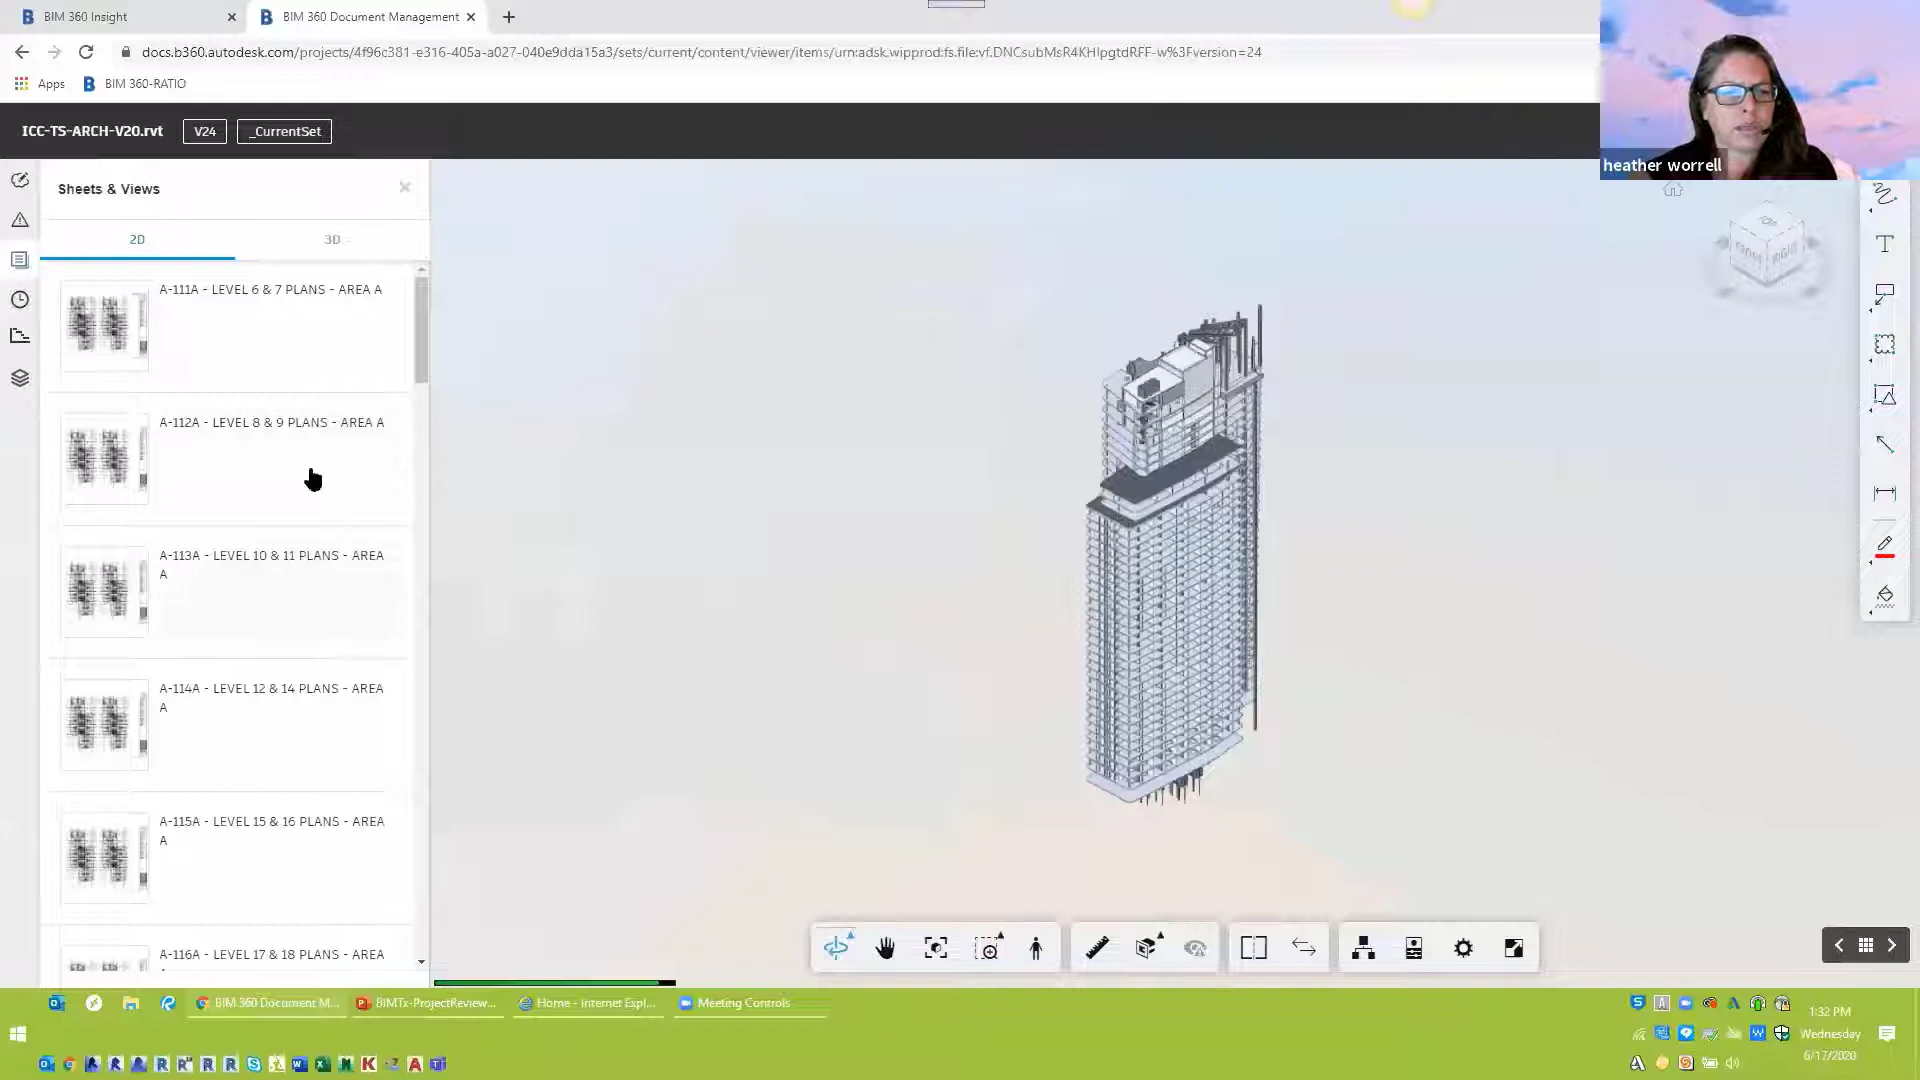 BIM 360 Insight
BIM 360 Document Management
docs.b360.autodesk.com/projects/4f96c381-e316-405a-a027-040e9dda15a3/sets/current/content/viewer/items/urn:adsk.wipprod:fs.file:vf.DNCsubMsR4KHIpgtdRFF-w%3Fversion=24
Apps
BIM 360-RATIO
ICC-TS-ARCH-V20.rvt
V24
_CurrentSet
heather worrell
Sheets & Views
2D
3D
A-111A - LEVEL 6 & 7 PLANS - AREA A
A-112A - LEVEL 8 & 9 PLANS - AREA A
A-113A - LEVEL 10 & 11 PLANS - AREA
A
A-114A - LEVEL 12 & 14 PLANS - AREA
A
A-115A - LEVEL 15 & 16 PLANS - AREA
A
A-116A - LEVEL 17 & 18 PLANS - AREA
TOP
FRONT
RIGHT
BIM 360 Document M...
BIMTx-ProjectReview...
Home - Internet Expl...
Meeting Controls
1:32 PM
Wednesday
6/17/2020